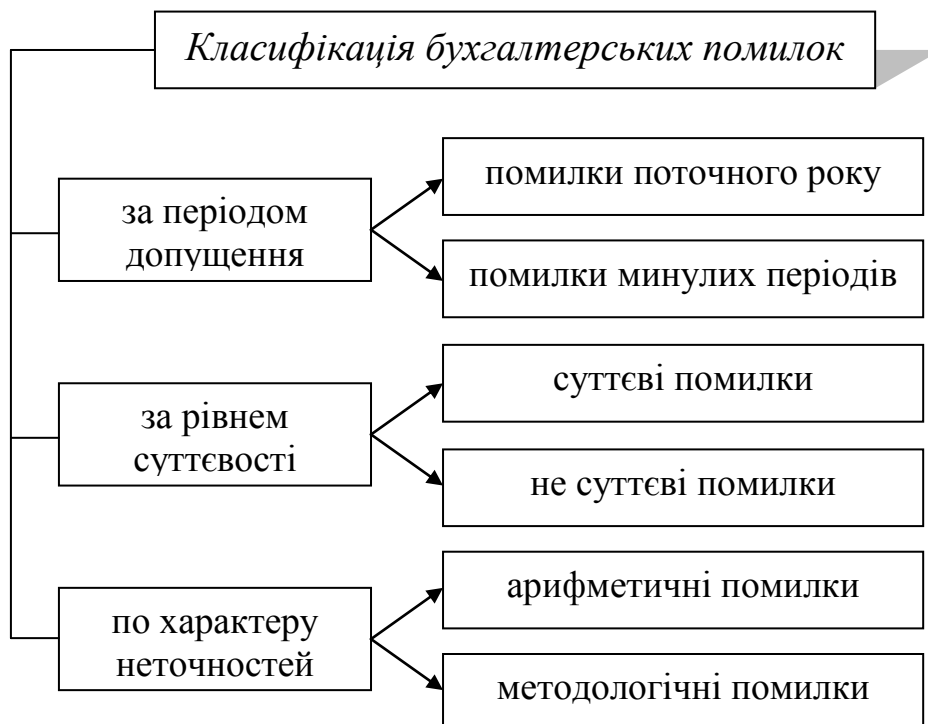 Класифікація бухгалтерських помилок
за періодом
допущення
помилки поточного року
помилки минулих періодів
за рівнем
суттєвості
суттєві помилки
не суттєві помилки
по характеру
неточностей
арифметичні помилки
методологічні помилки